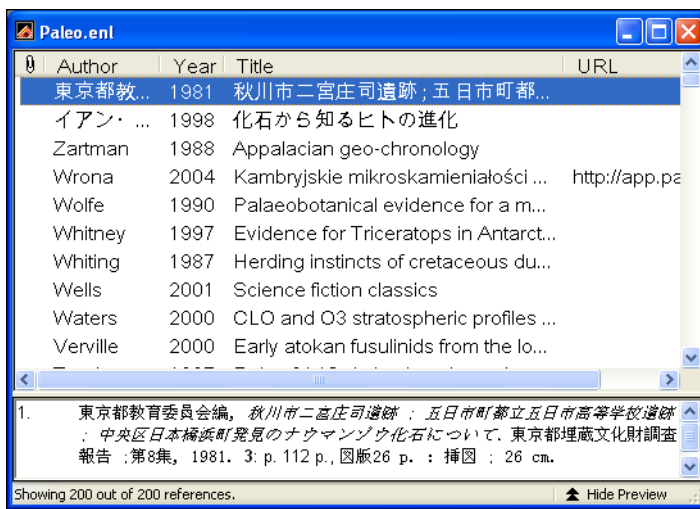 Paleo.enl
Author Year Title URL
東京都教... 1981 秋川市二宮庄司遺跡 ; 五日市町都...
イアン・ ... 1998 化石から知るヒトの進化
Zartman 1988 Appalacian geo-chronology
Wrona 2004 Kambryjskie mikroskamieniałości ... http://app.pa
Wolfe 1990 Palaeobotanical evidence for a m...
Whitney 1997 Evidence for Triceratops in Antarct...
Whiting 1987 Herding instincts of cretaceous du...
Wells 2001 Science fiction classics
Waters 2000 CLO and O3 stratospheric profiles ...
Verville 2000 Early atokan fusulinids from the lo...
1. 東京都教育委員会編, 秋川市二宮庄司遺跡 ; 五日市町都立五日市高等学校遺跡
; 中央区日本橋浜町発見のナウマンゾウ化石について. 東京都埋蔵文化財調査
報告 ;第8集, 1981. 3: p. 112 p., 図版26 p. : 挿図 ; 26 cm.
Showing 200 out of 200 references. Hide Preview